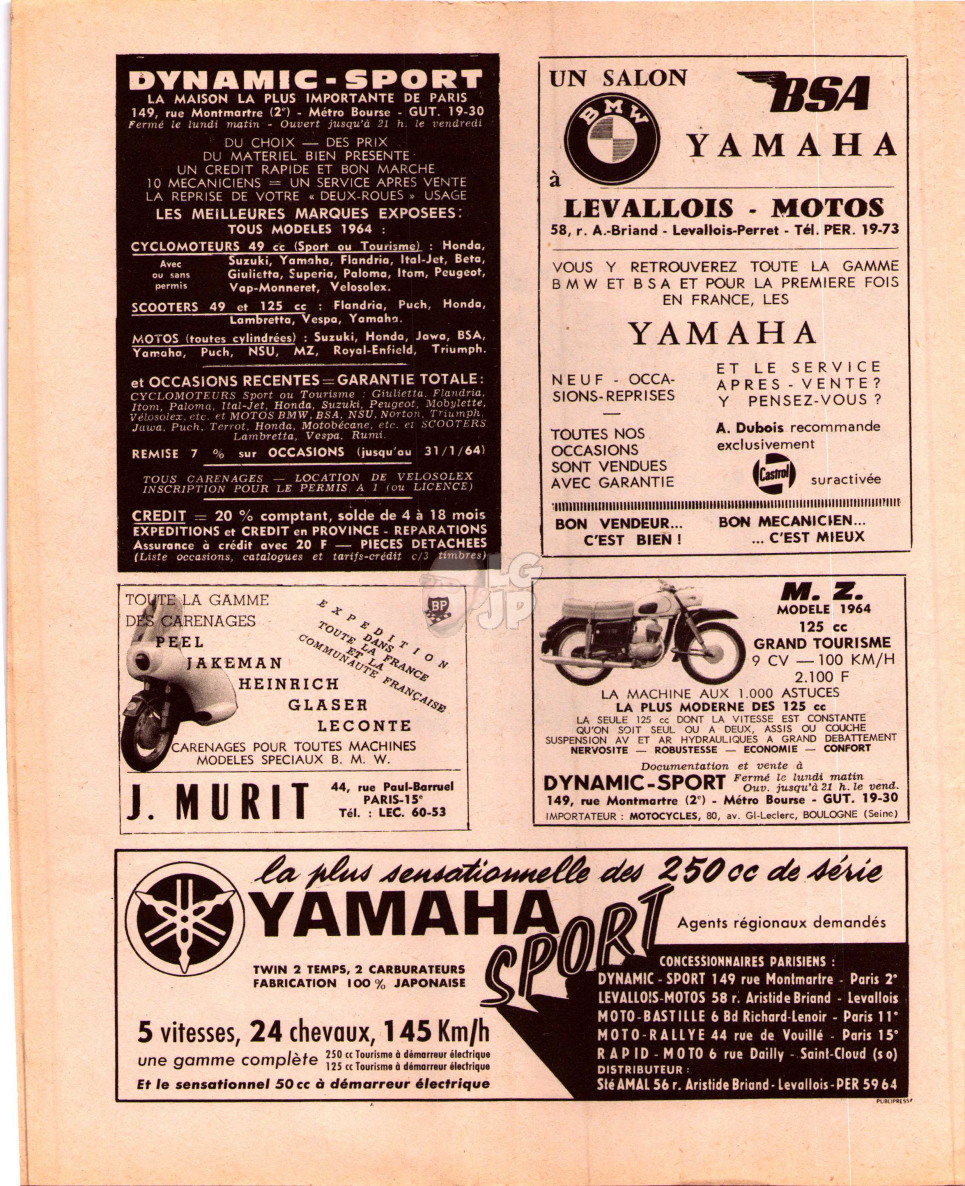 DYNAMIC-SPORT
LA MAISON LA PLUS IMPORTANTE DE PARIS
149, rue Montmartre (2e) - Métro Bourse - GUT. 19-30
Fermé le lundi matin - Ouvert jusqu'à 21 h. le vendredi
DU CHOIX — DES PRIX
DU MATERIEL BIEN PRESENTE
UN CREDIT RAPIDE ET BON MARCHE
10 MECANICIENS = UN SERVICE APRES VENTE
LA REPRISE DE VOTRE « DEUX-ROUES » USAGE
LES MEILLEURES MARQUES EXPOSEES :
TOUS MODELES 1964 :
CYCLOMOTEURS 49 cc (Sport ou Tourisme) : Honda,
Avec ou sans permis
Suzuki, Yamaha, Flandria, Ital-Jet, Beta,
Giulietta, Superia, Paloma, Itom, Peugeot,
Vap-Monneret, Velosolex.
SCOOTERS 49 et 125 cc : Flandria, Puch, Honda,
Lambretta, Vespa, Yamaha.
MOTOS (toutes cylindrées) : Suzuki, Honda, Jawa, BSA,
Yamaha, Puch, NSU, MZ, Royal-Enfield, Triumph.
et OCCASIONS RECENTES = GARANTIE TOTALE :
CYCLOMOTEURS Sport ou Tourisme : Giulietta, Flandria,
Itom, Paloma, Ital-Jet, Honda, Suzuki, Peugeot, Mobylette,
Vélosolex, etc. et MOTOS BMW, BSA, NSU, Norton, Triumph,
Jawa, Puch, Terrot, Honda, Motobécane, etc. et SCOOTERS
Lambretta, Vespa, Rumi.
REMISE 7 % sur OCCASIONS (jusqu'au 31/1/64)
TOUS CARENAGES — LOCATION DE VELOSOLEX
INSCRIPTION POUR LE PERMIS, A 1 (ou LICENCE)
CREDIT = 20 % comptant, solde de 4 à 18 mois
EXPEDITIONS et CREDIT en PROVINCE - REPARATIONS
Assurance à crédit avec 20 F — PIECES DETACHEES
(Liste occasions, catalogues et tarifs-crédit c/3 timbres)
UN SALON
BMW
BSA
YAMAHA
à
LEVALLOIS - MOTOS
58, r. A.-Briand - Levallois-Perret - Tél. PER. 19-73
VOUS Y RETROUVEREZ TOUTE LA GAMME
BMW ET BSA ET POUR LA PREMIERE FOIS
EN FRANCE, LES
YAMAHA
NEUF - OCCA-
SIONS-REPRISES
—
TOUTES NOS
OCCASIONS
SONT VENDUES
AVEC GARANTIE
ET LE SERVICE
APRES-VENTE ?
Y PENSEZ-VOUS ?
A. Dubois recommande
exclusivement
Castrol
suractivée
BON VENDEUR...
C'EST BIEN !
BON MECANICIEN...
... C'EST MIEUX
LG
JP
BP
TOUTE LA GAMME
DES CARENAGES
PEEL
JAKEMAN
HEINRICH
GLASER
LECONTE
EXPEDITION
DANS
TOUTE LA FRANCE
ET LA
COMMUNAUTE FRANÇAISE
CARENAGES POUR TOUTES MACHINES
MODELES SPECIAUX B. M. W.
J. MURIT
44, rue Paul-Barruel
PARIS-15e
Tél. : LEC. 60-53
M. Z.
MODELE 1964
125 cc
GRAND TOURISME
9 CV — 100 KM/H
2.100 F
LA MACHINE AUX 1.000 ASTUCES
LA PLUS MODERNE DES 125 cc
LA SEULE 125 cc DONT LA VITESSE EST CONSTANTE
QU'ON SOIT SEUL OU A DEUX, ASSIS OU COUCHE
SUSPENSION AV ET AR HYDRAULIQUES A GRAND DEBATTEMENT
NERVOSITE — ROBUSTESSE — ECONOMIE — CONFORT
Documentation et vente à
DYNAMIC-SPORT
Fermé le lundi matin
Ouv. jusqu'à 21 h. le vend.
149, rue Montmartre (2e) - Métro Bourse - GUT. 19-30
IMPORTATEUR : MOTOCYCLES, 80, av. Gl-Leclerc, BOULOGNE (Seine)
la plus sensationnelle des 250 cc de série
YAMAHA
SPORT
Agents régionaux demandés
TWIN 2 TEMPS, 2 CARBURATEURS
FABRICATION 100 % JAPONAISE
5 vitesses, 24 chevaux, 145 Km/h
une gamme complète
250 cc Tourisme à démarreur électrique
125 cc Tourisme à démarreur électrique
Et le sensationnel 50 cc à démarreur électrique
CONCESSIONNAIRES PARISIENS :
DYNAMIC - SPORT 149 rue Montmartre - Paris 2e
LEVALLOIS-MOTOS 58 r. Aristide Briand - Levallois
MOTO-BASTILLE 6 Bd Richard-Lenoir - Paris 11e
MOTO-RALLYE 44 rue de Vouillé - Paris 15e
RAPID-MOTO 6 rue Dailly - Saint-Cloud (so)
DISTRIBUTEUR :
Sté AMAL 56 r. Aristide Briand - Levallois - PER 59 64
PUBLIPRESS